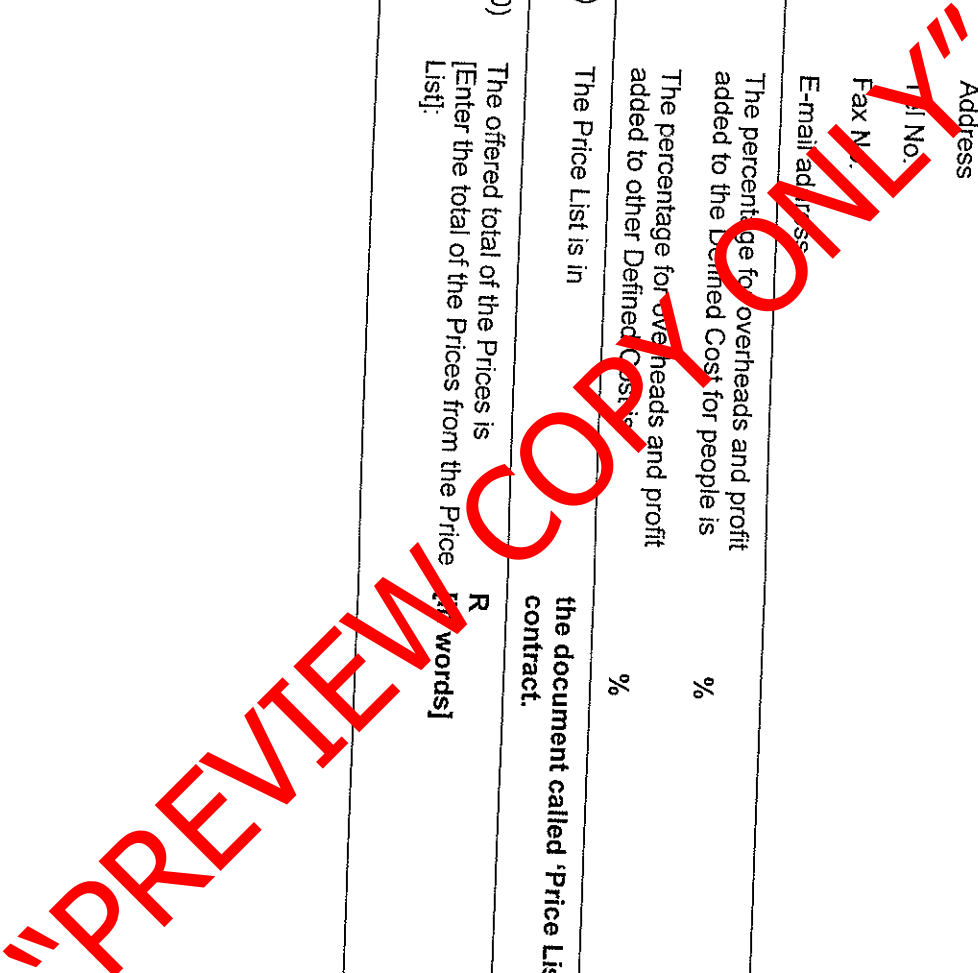 Address
Tel No.
Fax No.
E-mail address
The percentage for overheads and profit
added to the Defined Cost for people is
%
The percentage for overheads and profit
added to other Defined Cost is
%
The Price List is in
the document called ‘Price Lis
contract.
0)
The offered total of the Prices is
R
[Enter the total of the Prices from the Price
List]:
[in words]
“PREVIEW COPY ONLY”